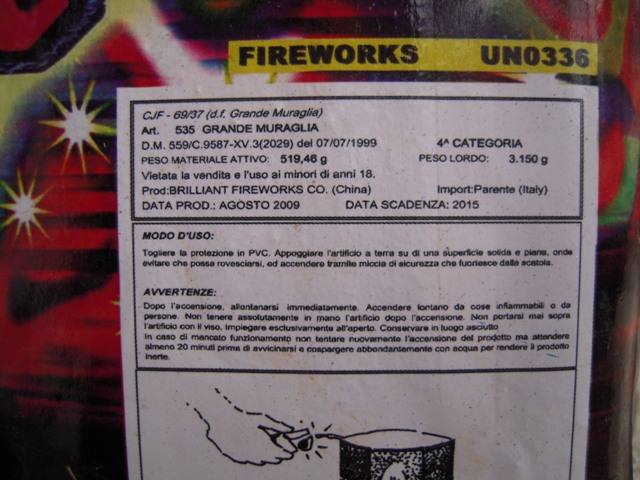 FIREWORKS UN0336
CJF - 69/37 (d.f. Grande Muraglia)
Art. 535 GRANDE MURAGLIA
D.M. 559/C.9587-XV.3(2029) del 07/07/1999 4^ CATEGORIA
PESO MATERIALE ATTIVO: 519,46 g PESO LORDO: 3.150 g
Vietata la vendita e l'uso ai minori di anni 18.
Prod:BRILLIANT FIREWORKS CO. (China) Import:Parente (Italy)
DATA PROD.: AGOSTO 2009 DATA SCADENZA: 2015
MODO D'USO:
Togliere la protezione in PVC. Appoggiare l'artificio a terra su di una superficie solida e piana, onde
evitare che possa rovesciarsi, ed accendere tramite miccia di sicurezza che fuoriesce dalla scatola.
AVVERTENZE:
Dopo l'accensione, allontanarsi immediatamente. Accendere lontano da cose infiammabili o da
persone. Non tenere assolutamente in mano l'artificio dopo l'accensione. Non portarsi mai sopra
l'artificio con il viso. Impiegare esclusivamente all'aperto. Conservare in luogo asciutto
In caso di mancato funzionamento non tentare nuovamente l'accensione del prodotto ma attendere
almeno 20 minuti prima di avvicinarsi e cospargere abbondantemente con acqua per rendere il prodotto
inerte.